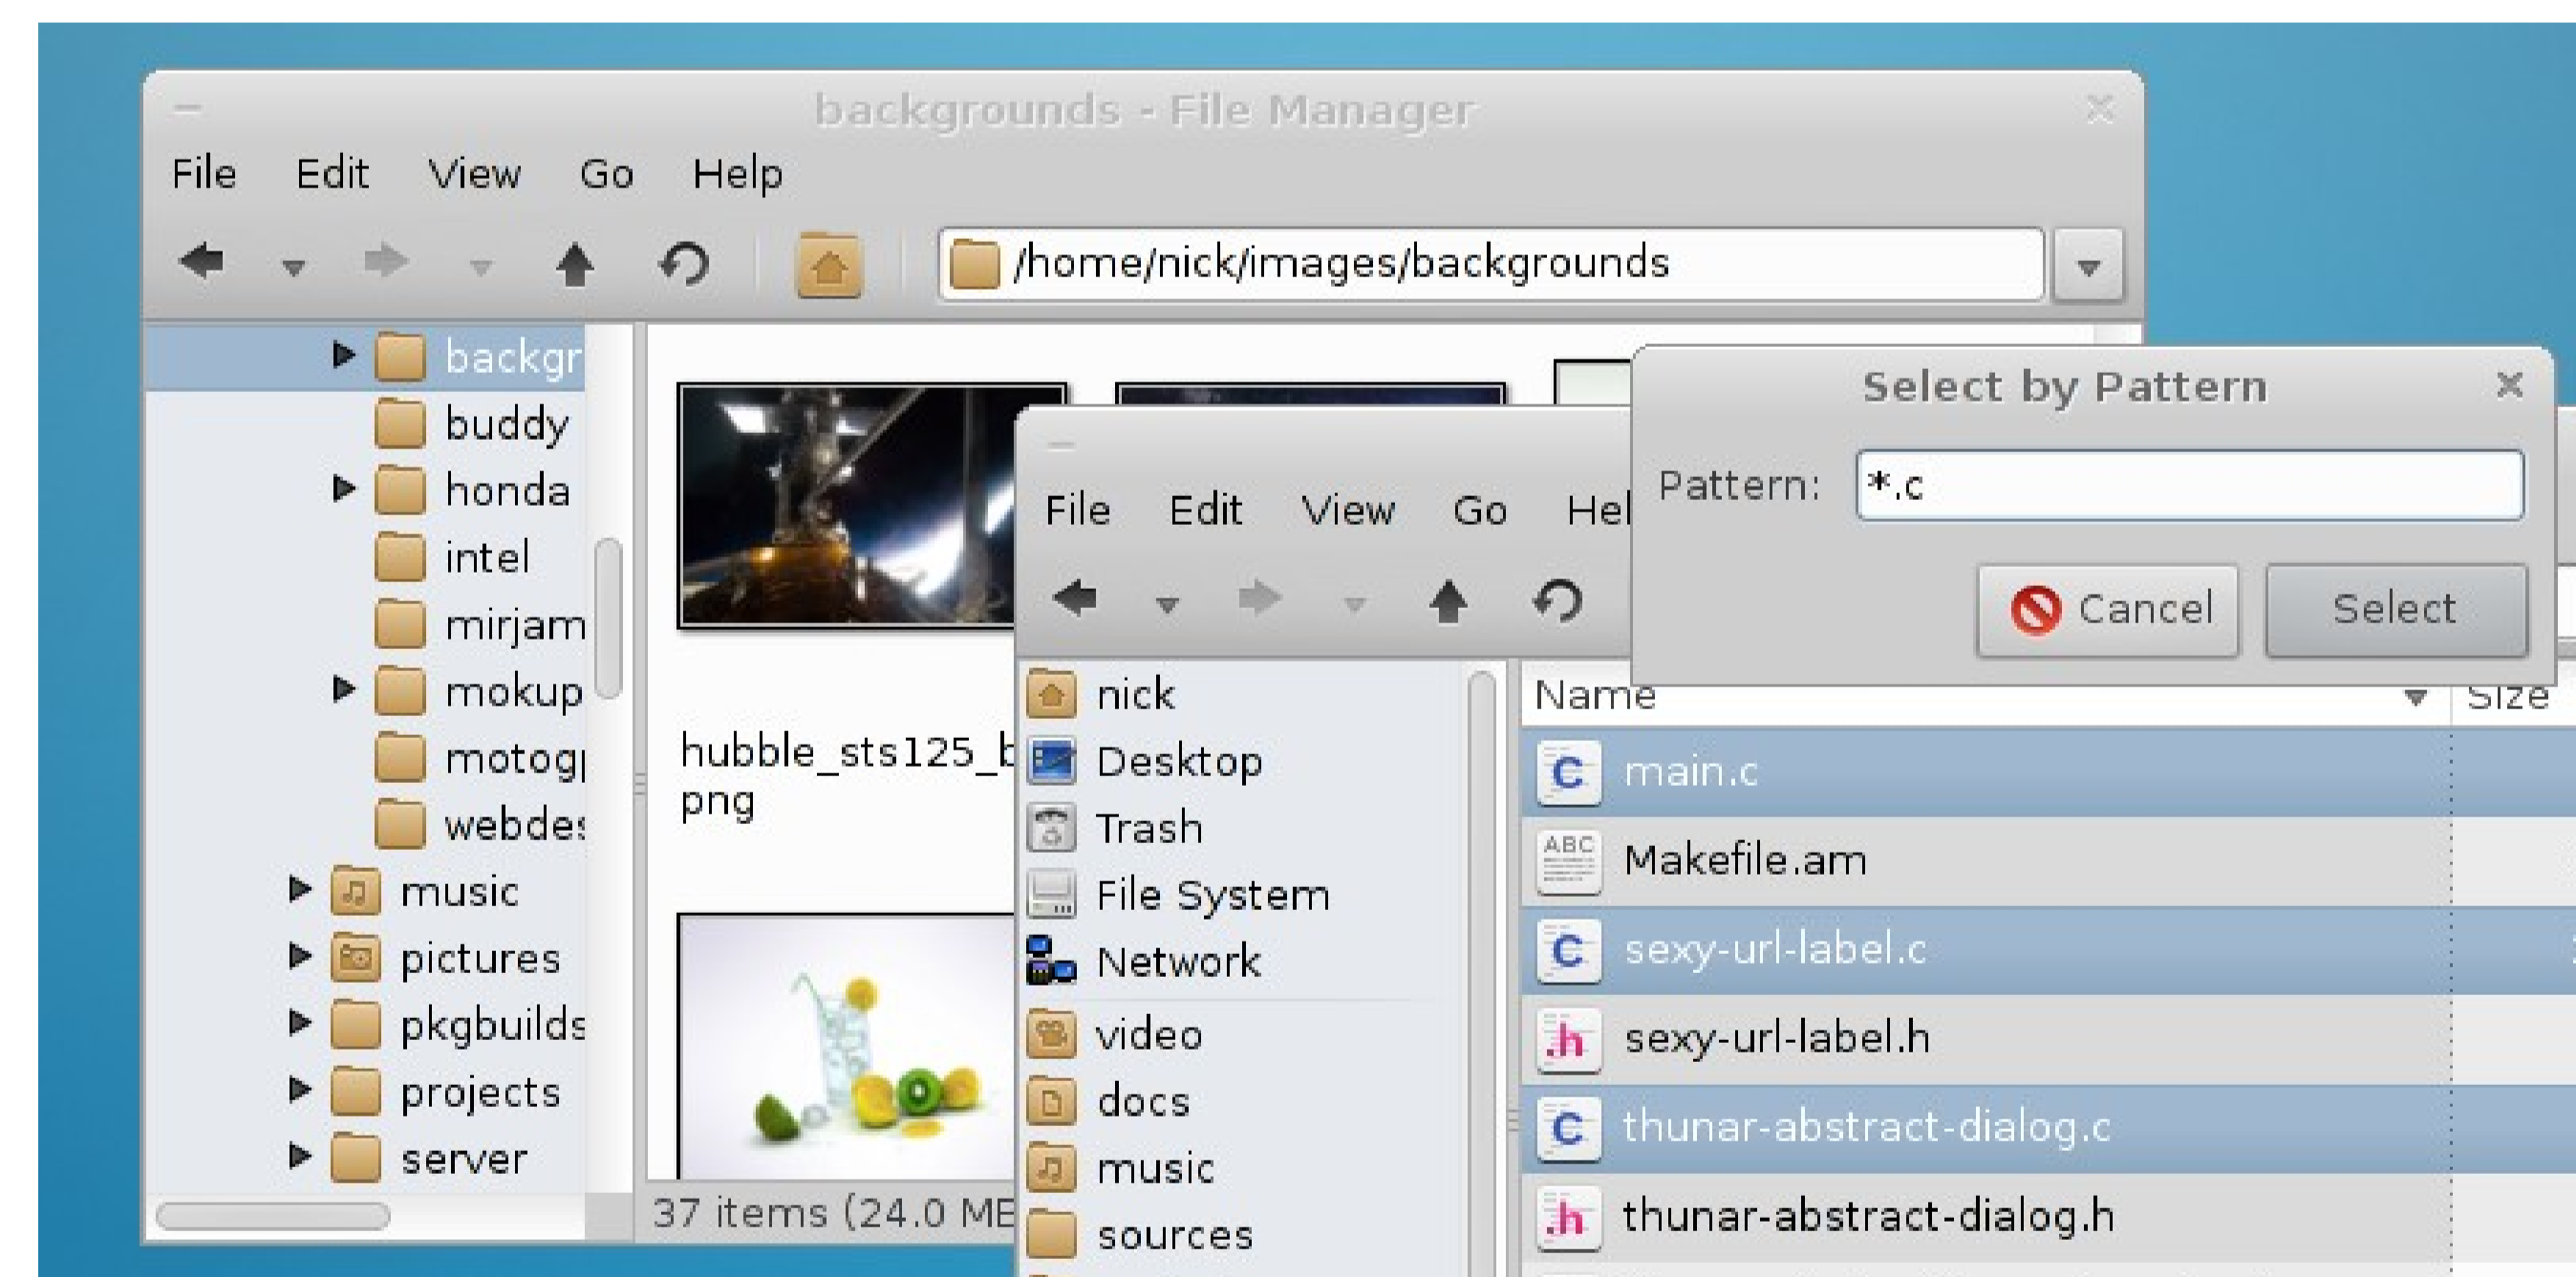 backgrounds - File Manager
File Edit View Go Help
/home/nick/images/backgrounds
backgr
buddy
honda
intel
mirjam
mokup
motog
webdes
music
pictures
pkgbuilds
projects
server
hubble_sts125_b
png
37 items (24.0 ME
File Edit View Go Hel
nick
Desktop
Trash
File System
Network
video
docs
music
sources
Select by Pattern
Pattern: *.c
Cancel Select
Name Size
main.c
ABC Makefile.am
sexy-url-label.c
.h sexy-url-label.h
thunar-abstract-dialog.c
.h thunar-abstract-dialog.h